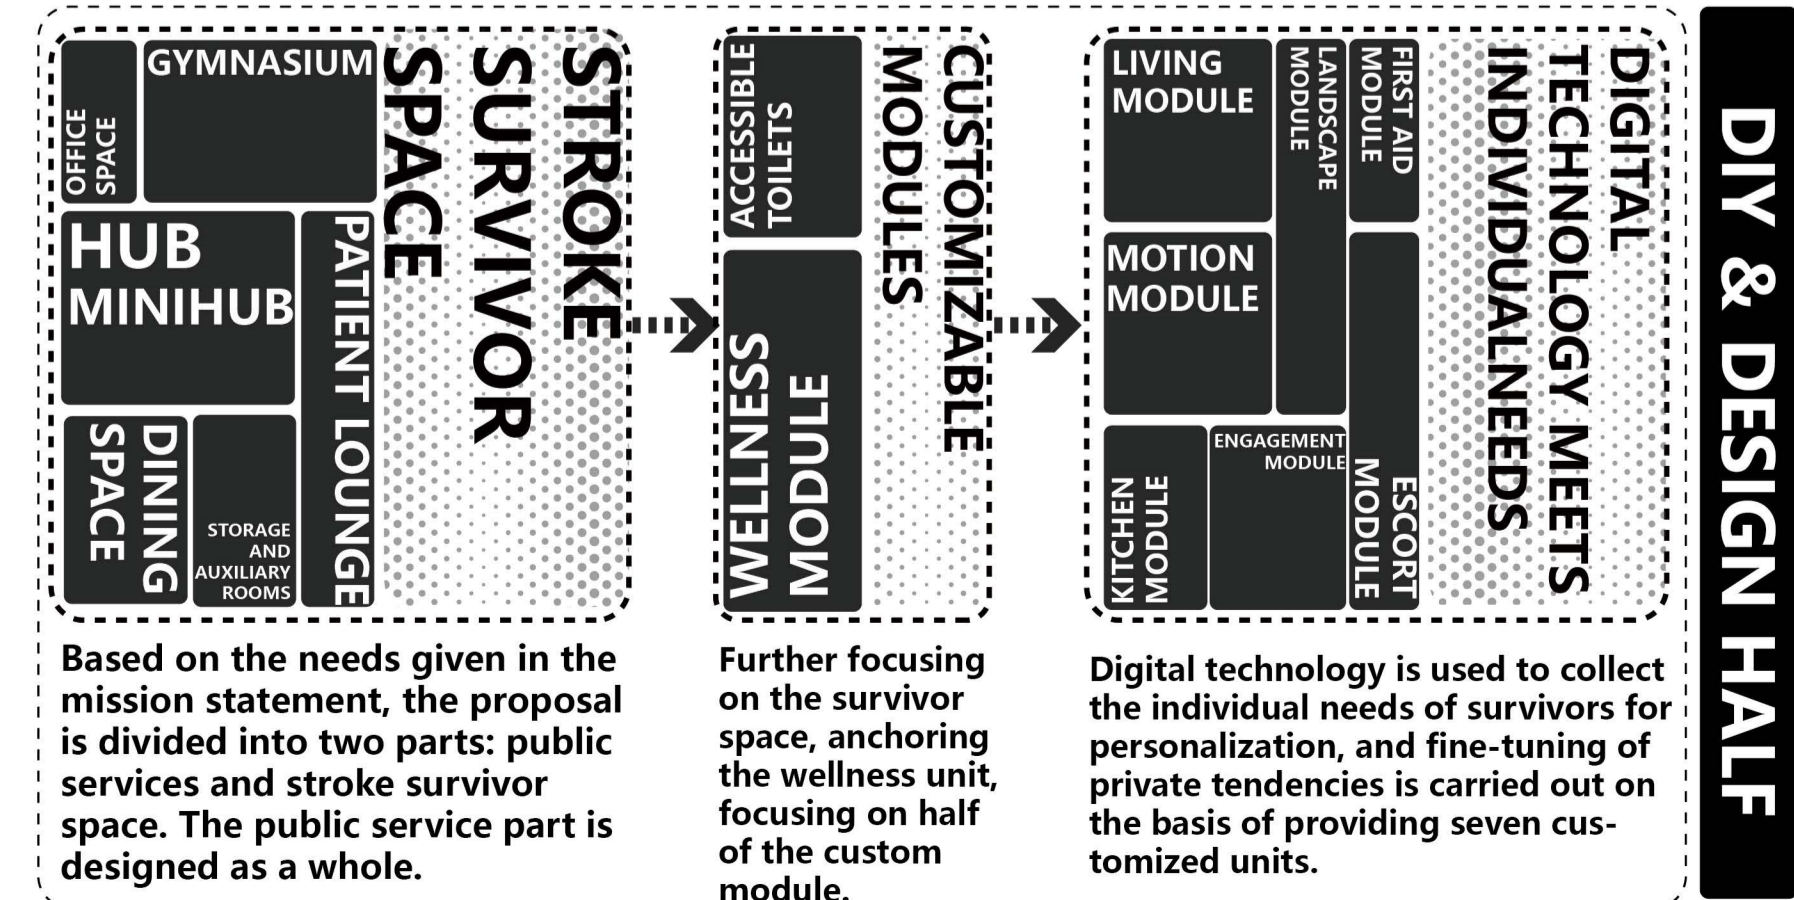 OFFICE
SPACE
GYMNASIUM
HUB
MINIHUB
PATIENT LOUNGE
DINING
SPACE
STORAGE
AND
AUXILIARY
ROOMS
STROKE
SURVIVOR
SPACE
Based on the needs given in the
mission statement, the proposal
is divided into two parts: public
services and stroke survivor
space. The public service part is
designed as a whole.
ACCESSIBLE
TOILETS
WELLNESS
MODULE
CUSTOMIZABLE
MODULES
Further focusing
on the survivor
space, anchoring
the wellness unit,
focusing on half
of the custom
module.
LIVING
MODULE
LANDSCAPE
MODULE
FIRST AID
MODULE
MOTION
MODULE
KITCHEN
MODULE
ENGAGEMENT
MODULE
ESCORT
MODULE
DIGITAL
TECHNOLOGY MEETS
INDIVIDUALNEEDS
Digital technology is used to collect
the individual needs of survivors for
personalization, and fine-tuning of
private tendencies is carried out on
the basis of providing seven cus-
tomized units.
DIY & DESIGN HALF